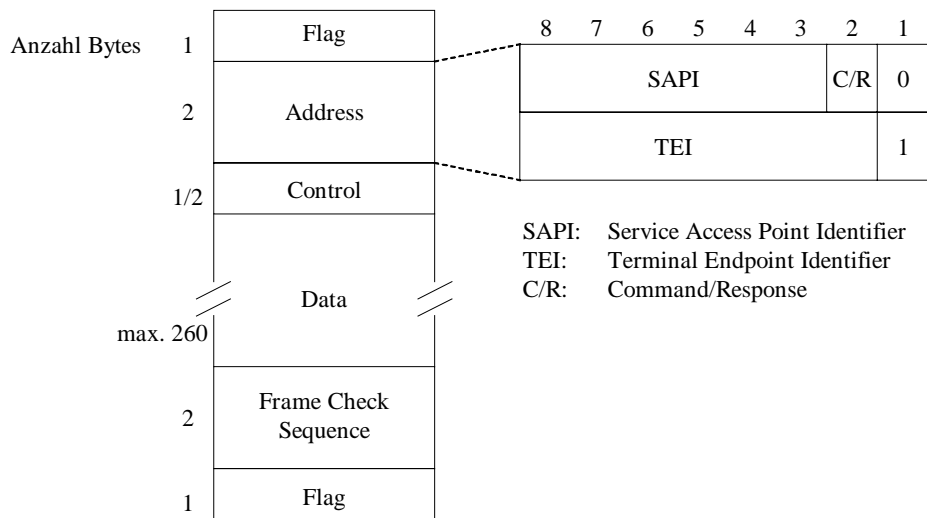 Anzahl Bytes 1 Flag
8 7 6 5 4 3 2 1
SAPI C/R 0
2 Address
TEI 1
1/2 Control
SAPI: Service Access Point Identifier
TEI: Terminal Endpoint Identifier
C/R: Command/Response
Data
max. 260
2 Frame Check
Sequence
1 Flag